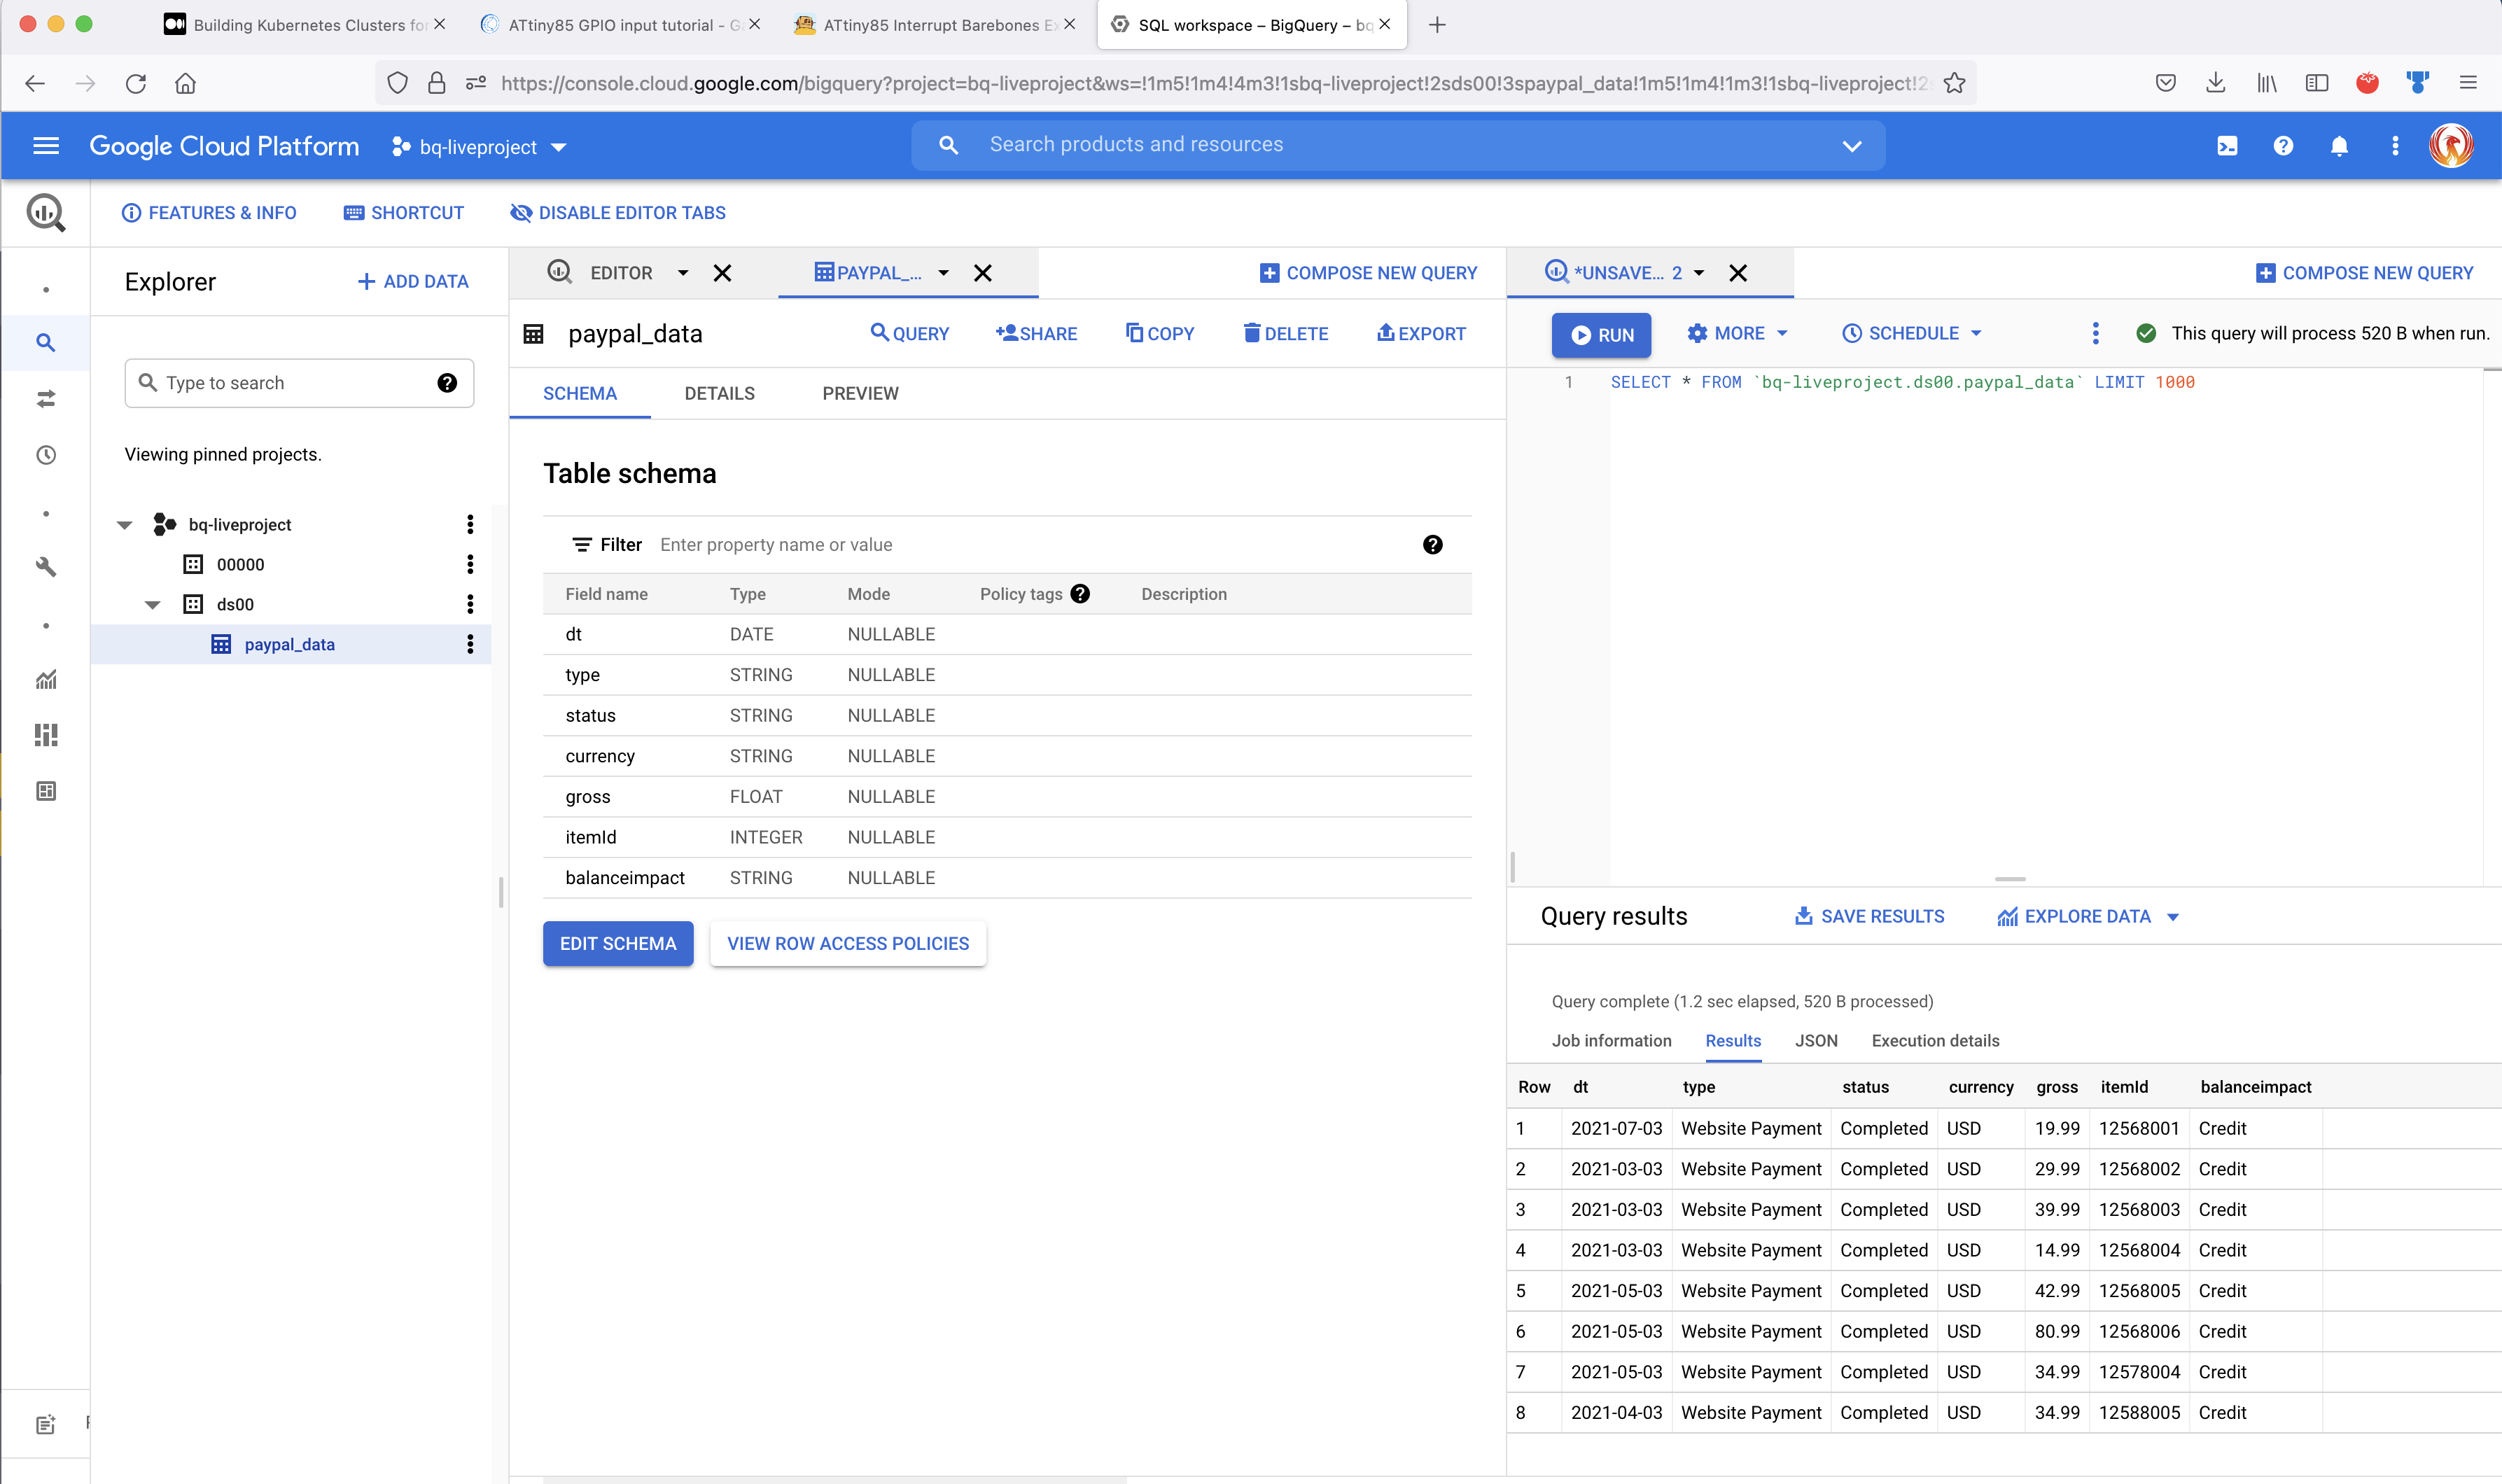 Building Kubernetes Clusters for
ATtiny85 GPIO input tutorial - G
ATtiny85 Interrupt Barebones Ex
SQL workspace – BigQuery – bq
https://console.cloud.google.com/bigquery?project=bq-liveproject&ws=!1m5!1m4!4m3!1sbq-liveproject!2sds00!3spaypal_data!1m5!1m4!1m3!1sbq-liveproject!2
Google Cloud Platform
bq-liveproject
Search products and resources
FEATURES & INFO
SHORTCUT
DISABLE EDITOR TABS
Explorer
+ ADD DATA
Type to search
Viewing pinned projects.
bq-liveproject
00000
ds00
paypal_data
EDITOR
PAYPAL_...
COMPOSE NEW QUERY
paypal_data
QUERY
SHARE
COPY
DELETE
EXPORT
SCHEMA
DETAILS
PREVIEW
Table schema
Filter Enter property name or value
Field name Type Mode Policy tags Description
dt DATE NULLABLE
type STRING NULLABLE
status STRING NULLABLE
currency STRING NULLABLE
gross FLOAT NULLABLE
itemId INTEGER NULLABLE
balanceimpact STRING NULLABLE
EDIT SCHEMA
VIEW ROW ACCESS POLICIES
*UNSAVE... 2
COMPOSE NEW QUERY
RUN
MORE
SCHEDULE
This query will process 520 B when run.
1 SELECT * FROM `bq-liveproject.ds00.paypal_data` LIMIT 1000
Query results
SAVE RESULTS
EXPLORE DATA
Query complete (1.2 sec elapsed, 520 B processed)
Job information Results JSON Execution details
Row dt type status currency gross itemId balanceimpact
1 2021-07-03 Website Payment Completed USD 19.99 12568001 Credit
2 2021-03-03 Website Payment Completed USD 29.99 12568002 Credit
3 2021-03-03 Website Payment Completed USD 39.99 12568003 Credit
4 2021-03-03 Website Payment Completed USD 14.99 12568004 Credit
5 2021-05-03 Website Payment Completed USD 42.99 12568005 Credit
6 2021-05-03 Website Payment Completed USD 80.99 12568006 Credit
7 2021-05-03 Website Payment Completed USD 34.99 12578004 Credit
8 2021-04-03 Website Payment Completed USD 34.99 12588005 Credit